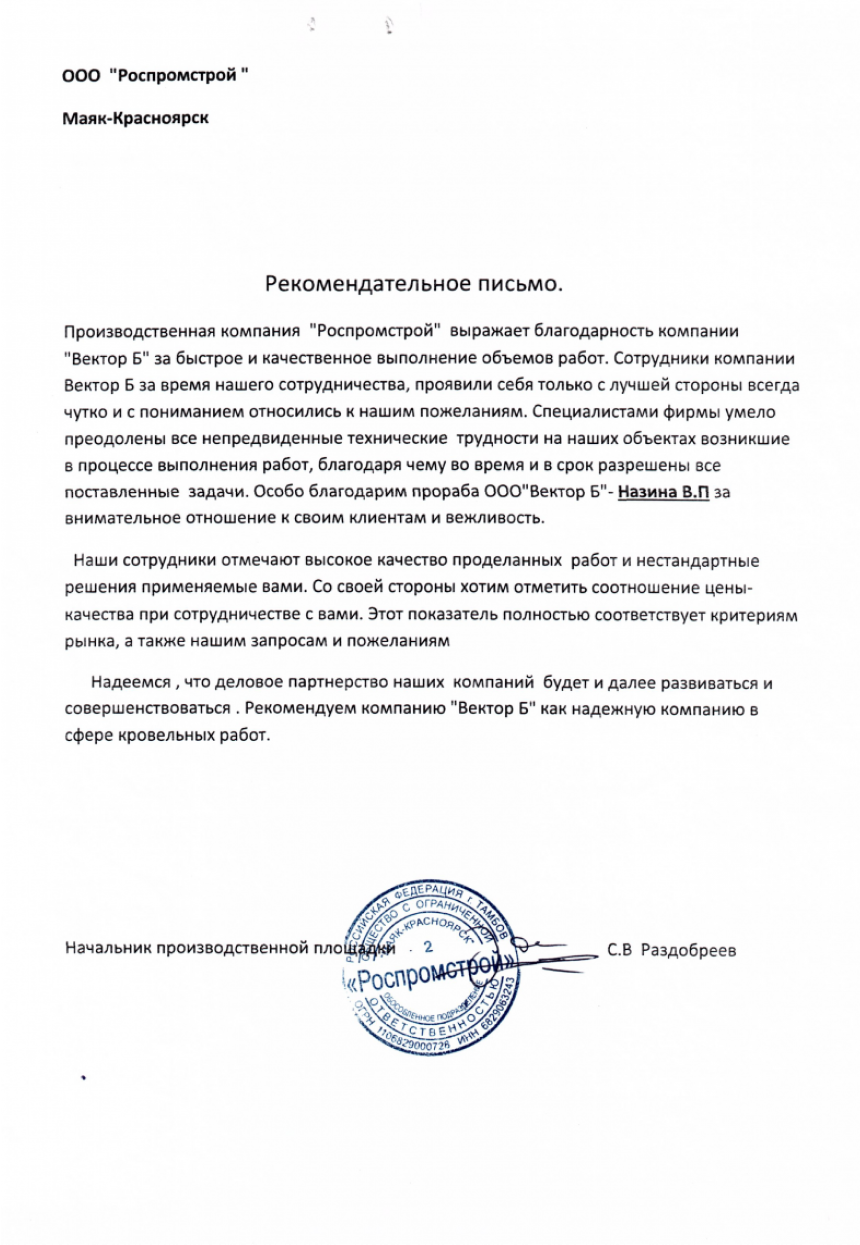 ООО  "Роспромстрой "
Маяк-Красноярск
Рекомендательное письмо.
Производственная компания  "Роспромстрой"  выражает благодарность компании
"Вектор Б" за быстрое и качественное выполнение объемов работ. Сотрудники компании
Вектор Б за время нашего сотрудничества, проявили себя только с лучшей стороны всегда
чутко и с пониманием относились к нашим пожеланиям. Специалистами фирмы умело
преодолены все непредвиденные технические  трудности на наших объектах возникшие
в процессе выполнения работ, благодаря чему во время и в срок разрешены все
поставленные  задачи. Особо благодарим прораба ООО"Вектор Б"- Назина В.П за
внимательное отношение к своим клиентам и вежливость.
Наши сотрудники отмечают высокое качество проделанных  работ и нестандартные
решения применяемые вами. Со своей стороны хотим отметить соотношение цены-
качества при сотрудничестве с вами. Этот показатель полностью соответствует критериям
рынка, а также нашим запросам и пожеланиям
Надеемся , что деловое партнерство наших  компаний  будет и далее развиваться и
совершенствоваться . Рекомендуем компанию "Вектор Б" как надежную компанию в
сфере кровельных работ.
Начальник производственной площадки
С.В  Раздобреев
РОССИЙСКАЯ ФЕДЕРАЦИЯ г. ТАМБОВ
ОБЩЕСТВО С ОГРАНИЧЕННОЙ
"МАЯК-КРАСНОЯРСК"
2
«Роспромстрой»
ОБОСОБЛЕННОЕ ПОДРАЗДЕЛЕНИЕ
ОТВЕТСТВЕННОСТЬЮ
ОГРН 1106829000726 ИНН 6829063243